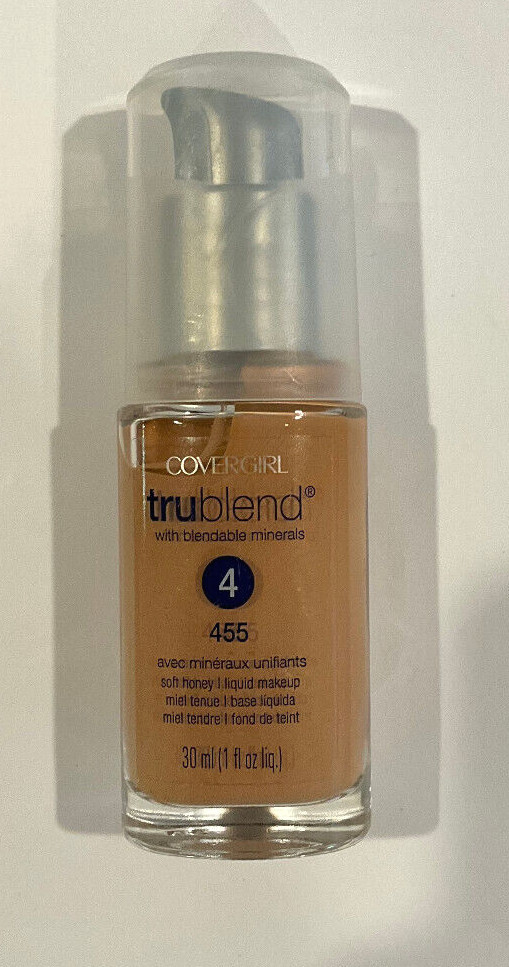 COVERGIRL
trublend®
with blendable minerals
4
455
avec minéraux unifiants
soft honey | liquid makeup
miel tenue | base líquida
miel tendre | fond de teint
30 ml (1 fl oz liq.)